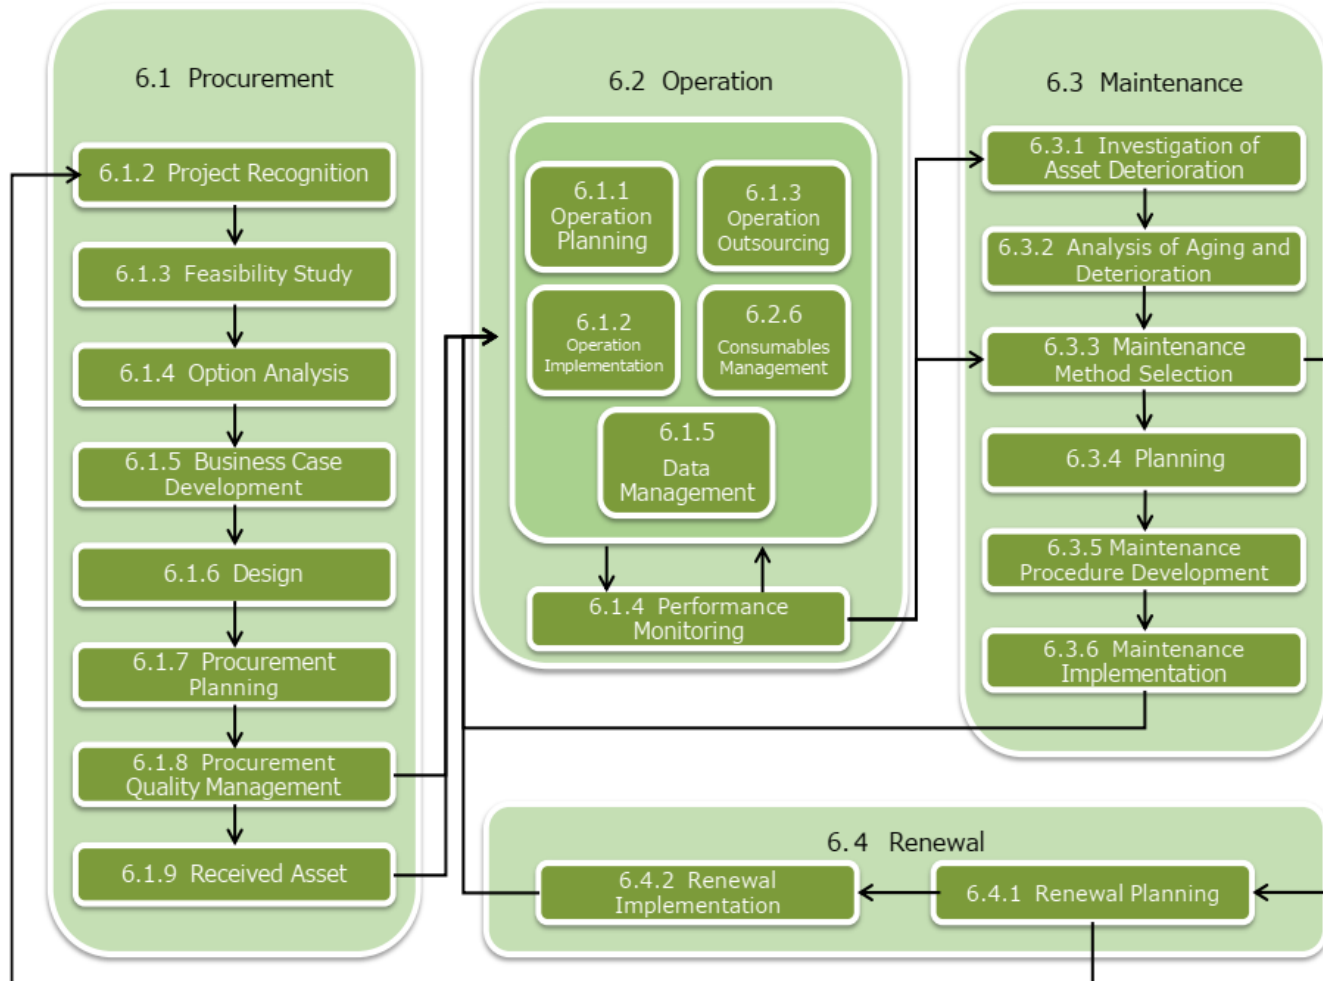 6.1 Procurement
6.1.2 Project Recognition
6.1.3 Feasibility Study
6.1.4 Option Analysis
6.1.5 Business Case
Development
6.1.6 Design
6.1.7 Procurement
Planning
6.1.8 Procurement
Quality Management
6.1.9 Received Asset
6.2 Operation
6.1.1
Operation
Planning
6.1.3
Operation
Outsourcing
6.1.2
Operation
Implementation
6.2.6
Consumables
Management
6.1.5
Data
Management
6.1.4 Performance
Monitoring
6.3 Maintenance
6.3.1 Investigation of
Asset Deterioration
6.3.2 Analysis of Aging and
Deterioration
6.3.3 Maintenance
Method Selection
6.3.4 Planning
6.3.5 Maintenance
Procedure Development
6.3.6 Maintenance
Implementation
6.4 Renewal
6.4.2 Renewal
Implementation
6.4.1 Renewal Planning